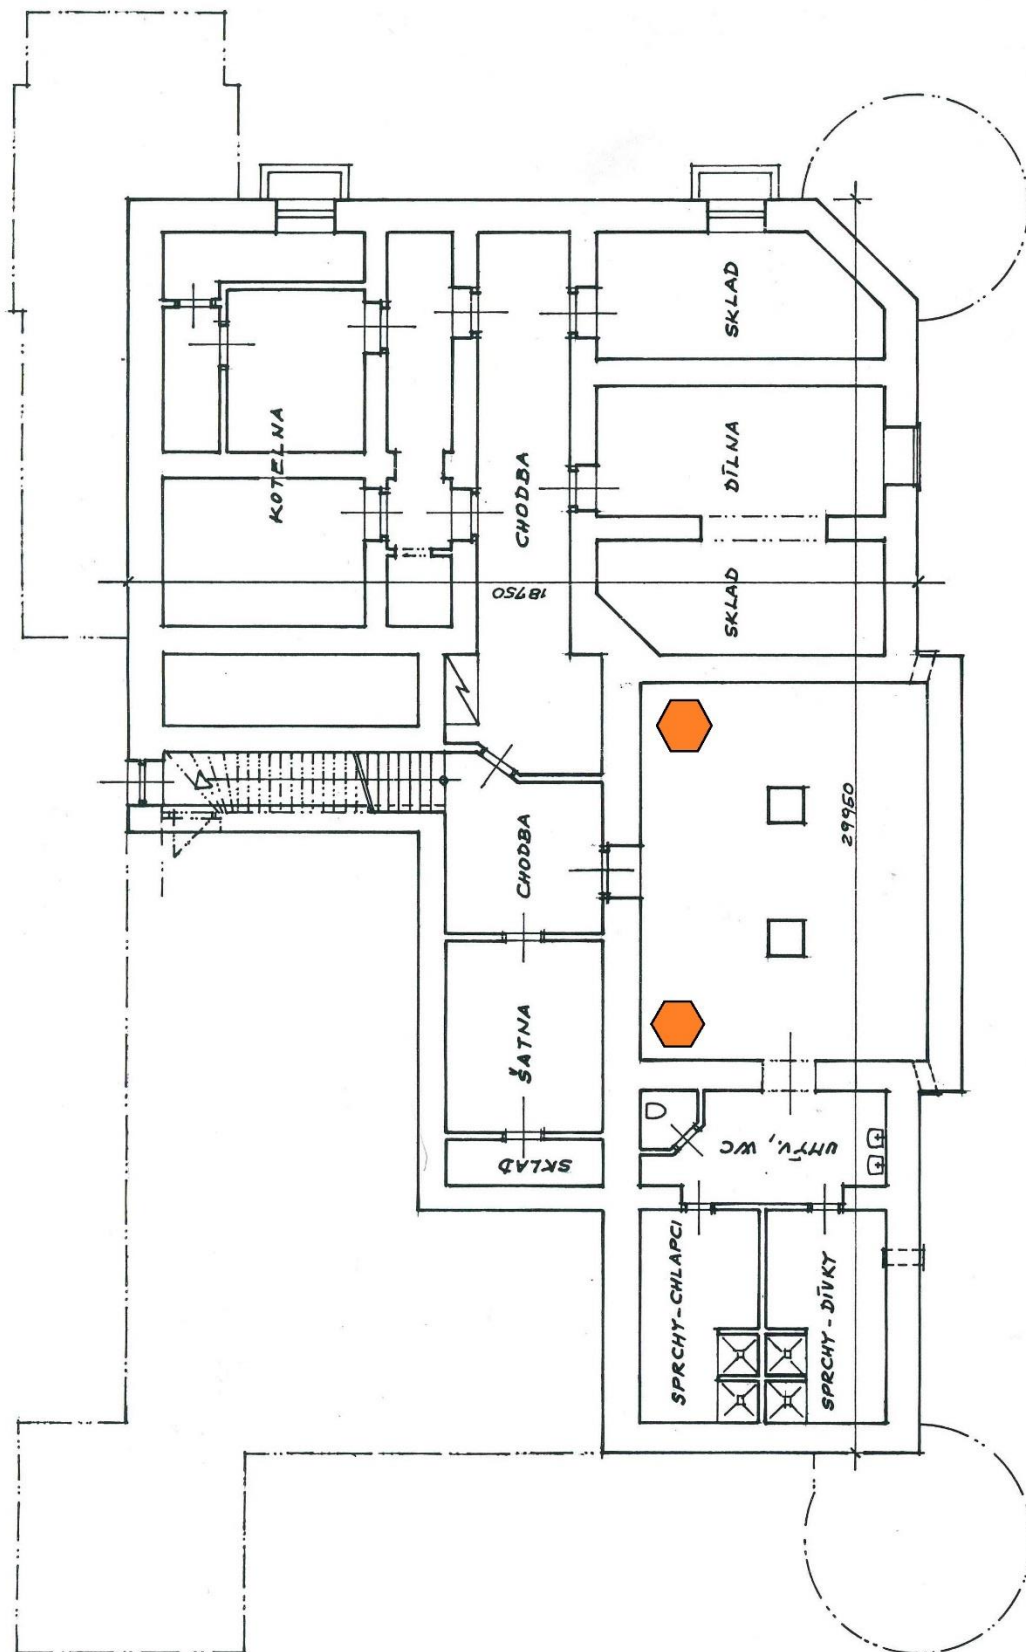 KOTELNA
CHODBA
SKLAD
DÍLNA
SKLAD
18750
CHODBA
ŠATNA
SKLAD
29950
UMÝV., WC
SPRCHY-CHLAPCI
SPRCHY-DÍVKY